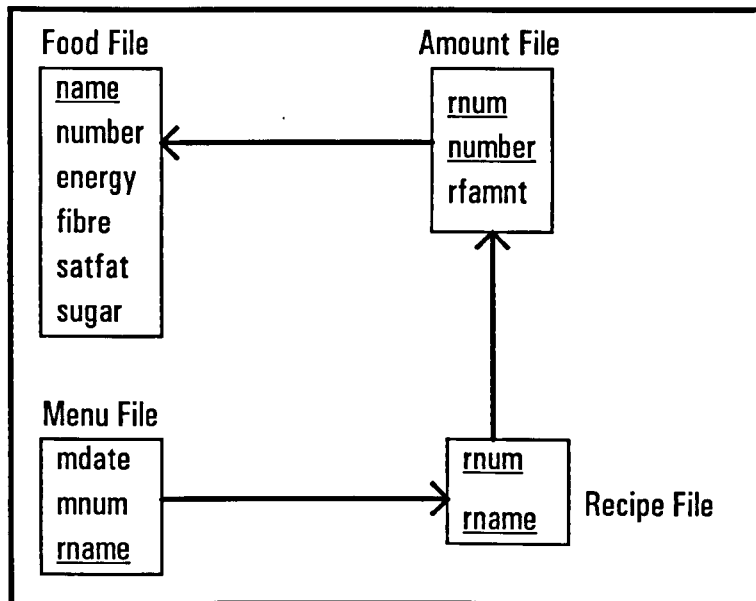 Food File
name
number
energy
fibre
satfat
sugar
Amount File
rnum
number
rfamnt
Menu File
mdate
mnum
rname
rnum
rname
Recipe File